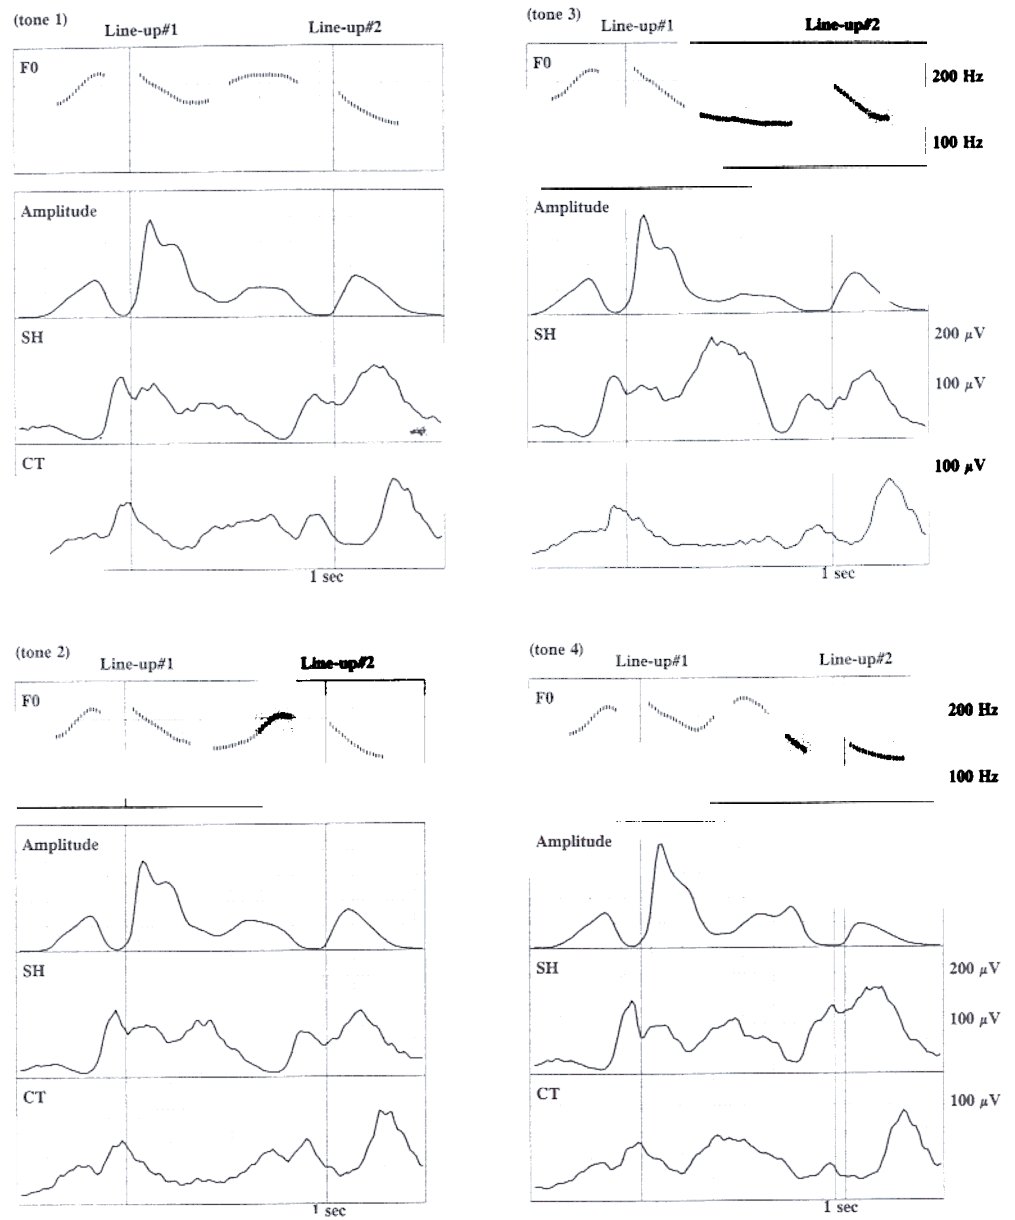 (tone 1)
Line-up#1
Line-up#2
F0
Amplitude
SH
CT
1 sec
(tone 3)
Line-up#1
Line-up#2
F0
200 Hz
100 Hz
Amplitude
SH
200 µV
100 µV
100 µV
1 sec
(tone 2)
Line-up#1
Line-up#2
F0
Amplitude
SH
CT
1 sec
(tone 4)
Line-up#1
Line-up#2
F0
200 Hz
100 Hz
Amplitude
SH
200 µV
100 µV
CT
100 µV
1 sec